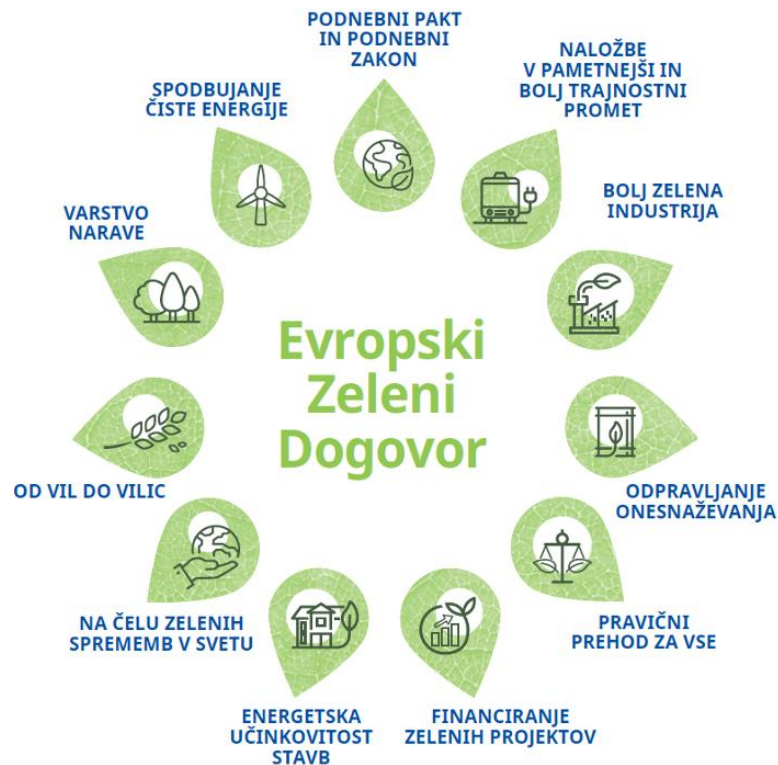 PODNEBNI PAKT
IN PODNEBNI
ZAKON
NALOŽBE
V PAMETNEJŠI IN
BOLJ TRAJNOSTNI
PROMET
BOLJ ZELENA
INDUSTRIJA
ODPRAVLJANJE
ONESNAŽEVANJA
PRAVIČNI
PREHOD ZA VSE
FINANCIRANJE
ZELENIH PROJEKTOV
ENERGETSKA
UČINKOVITOST
STAVB
NA ČELU ZELENIH
SPREMEMB V SVETU
OD VIL DO VILIC
VARSTVO
NARAVE
SPODBUJANJE
ČISTE ENERGIJE
Evropski
Zeleni
Dogovor